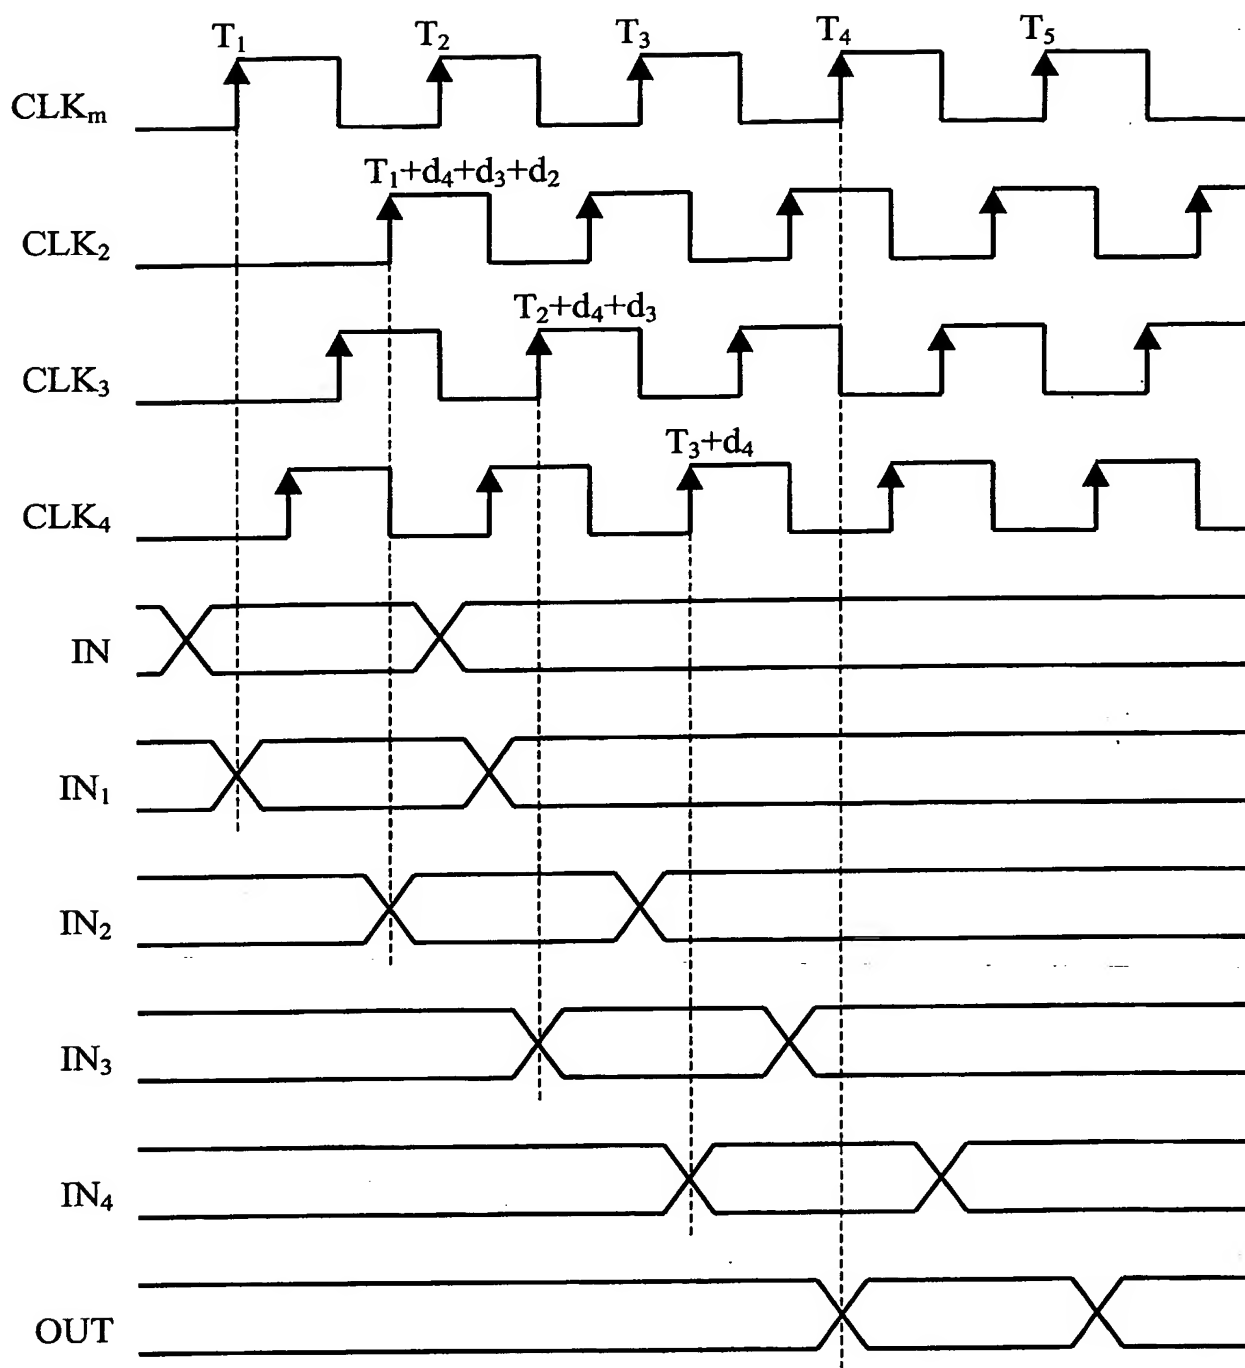 T₁ T₂ T₃ T₄ T₅
CLKₘ
T₁+d₄+d₃+d₂
CLK₂
T₂+d₄+d₃
CLK₃
T₃+d₄
CLK₄
IN
IN₁
IN₂
IN₃
IN₄
OUT